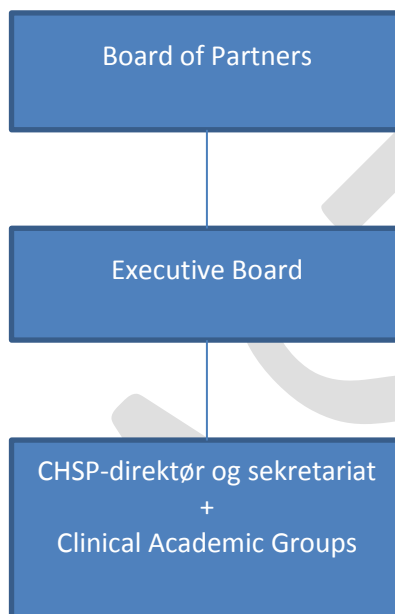 Board of Partners
Executive Board
CHSP-direktør og sekretariat
+
Clinical Academic Groups